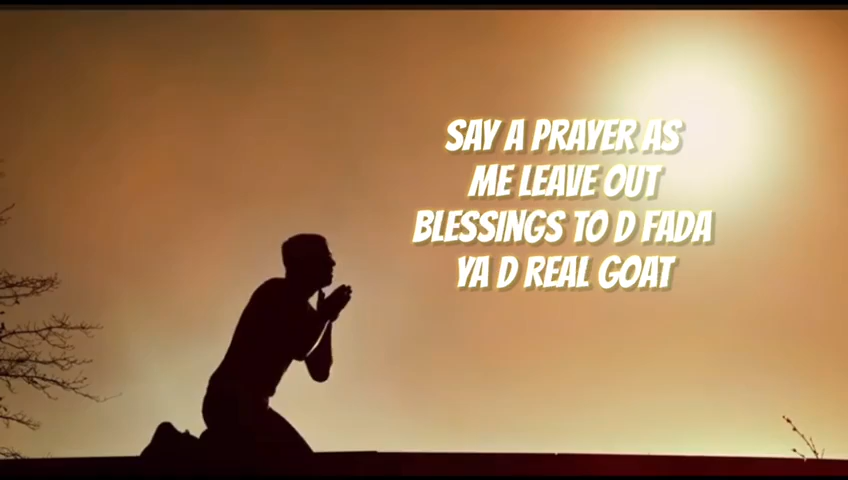 SAY A PRAYER AS
ME LEAVE OUT
BLESSINGS TO D FADA
YA D REAL GOAT